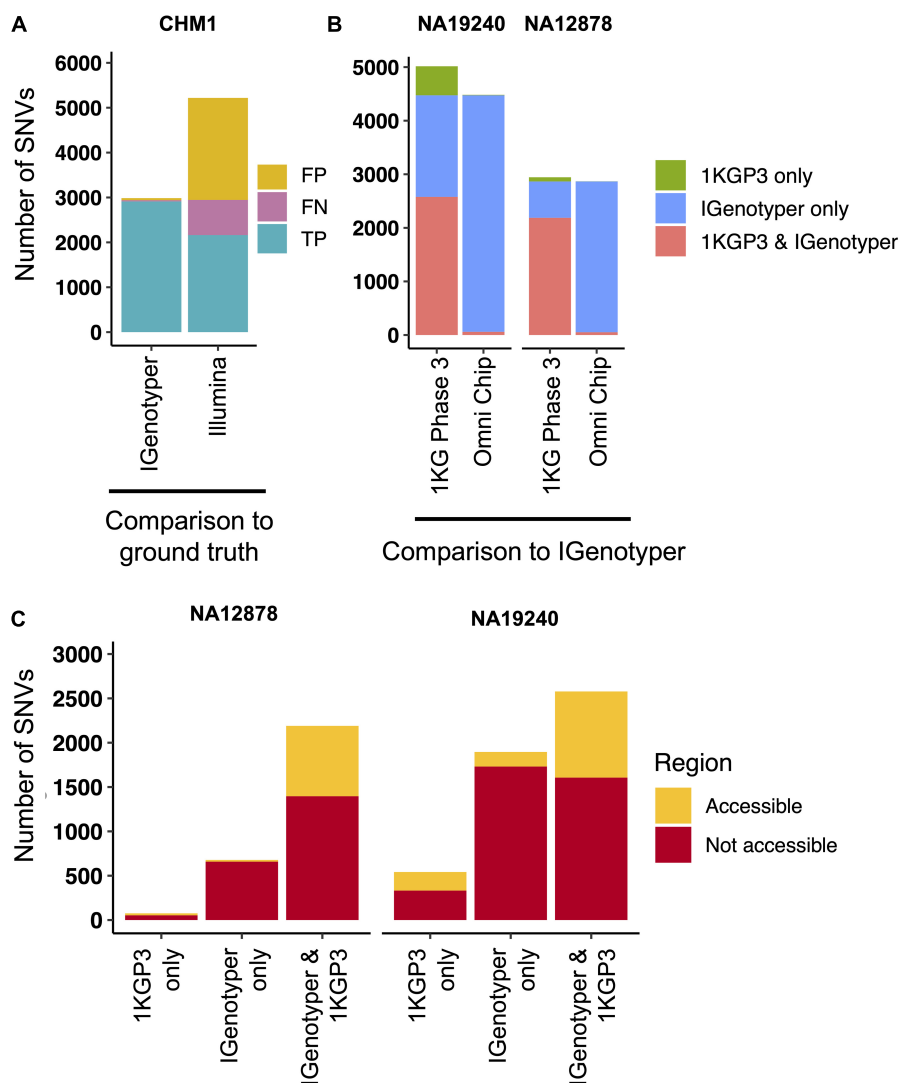 A
CHM1
Number of SNVs
6000
5000
4000
3000
2000
1000
0
IGenotyper
Illumina
FP
FN
TP
Comparison to
ground truth
B
NA19240
NA12878
5000
4000
3000
2000
1000
0
1KG Phase 3
Omni Chip
1KG Phase 3
Omni Chip
1KGP3 only
IGenotyper only
1KGP3 & IGenotyper
Comparison to IGenotyper
C
NA12878
NA19240
Number of SNVs
3000
2500
2000
1500
1000
500
0
1KGP3
only
IGenotyper
only
IGenotyper &
1KGP3
1KGP3
only
IGenotyper
only
IGenotyper &
1KGP3
Region
Accessible
Not accessible